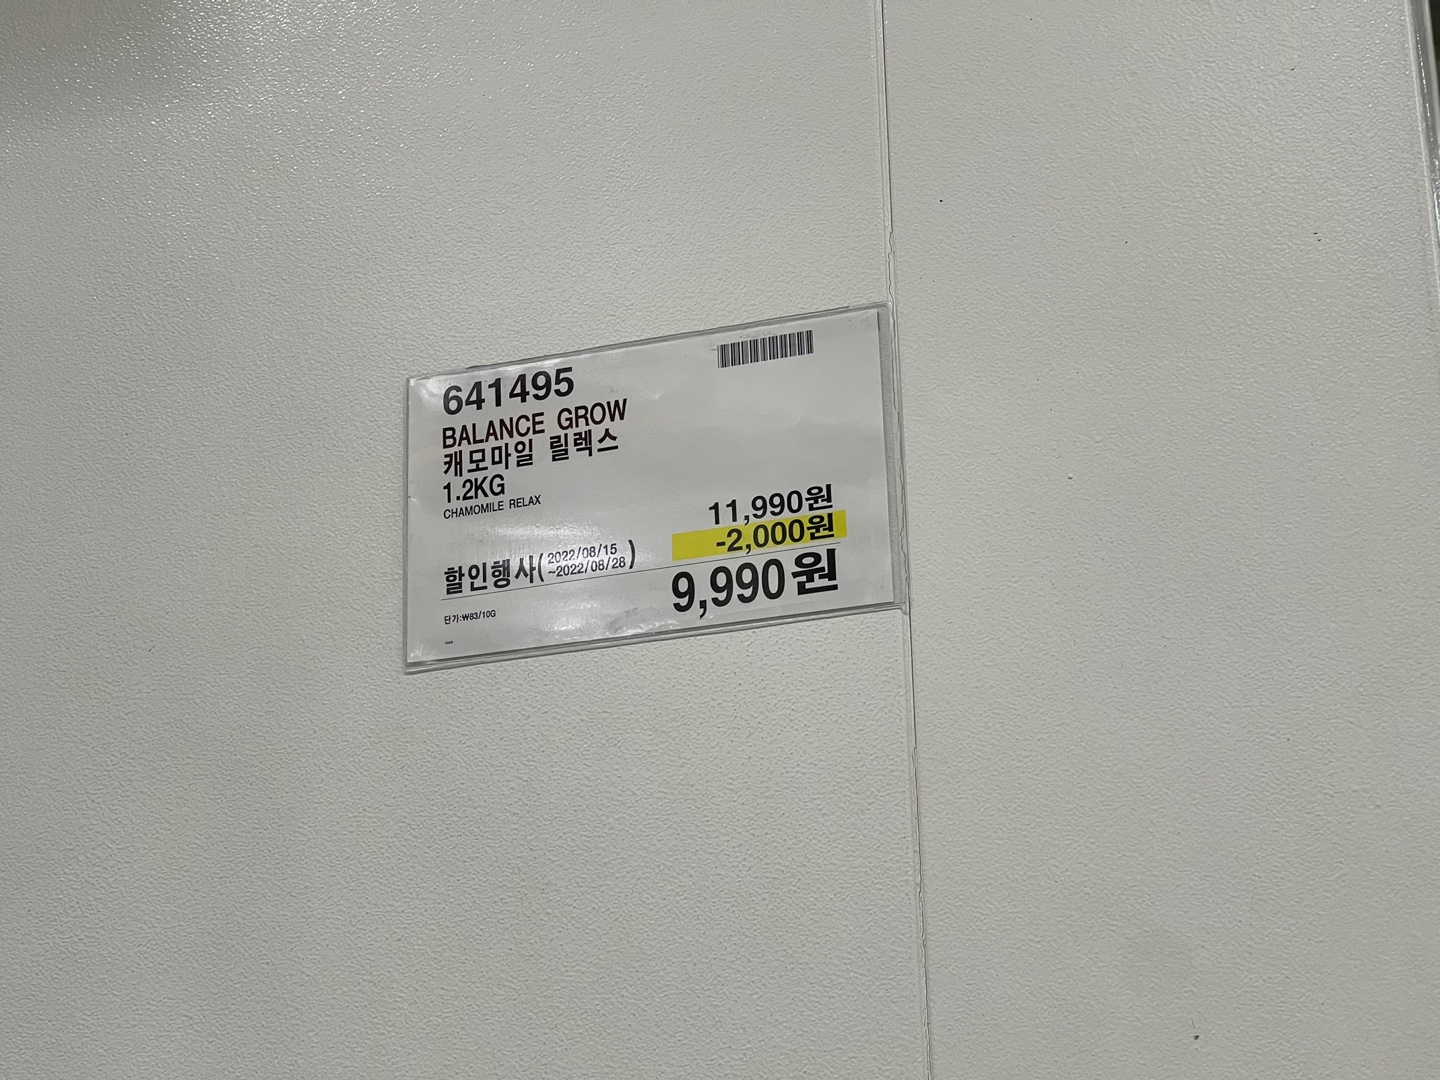 641495
BALANCE GROW
캐모마일 릴렉스
1.2KG
CHAMOMILE RELAX
11,990원
-2,000원
할인행사(2022/08/15
~2022/08/28)
9,990원
단가:₩83/10G